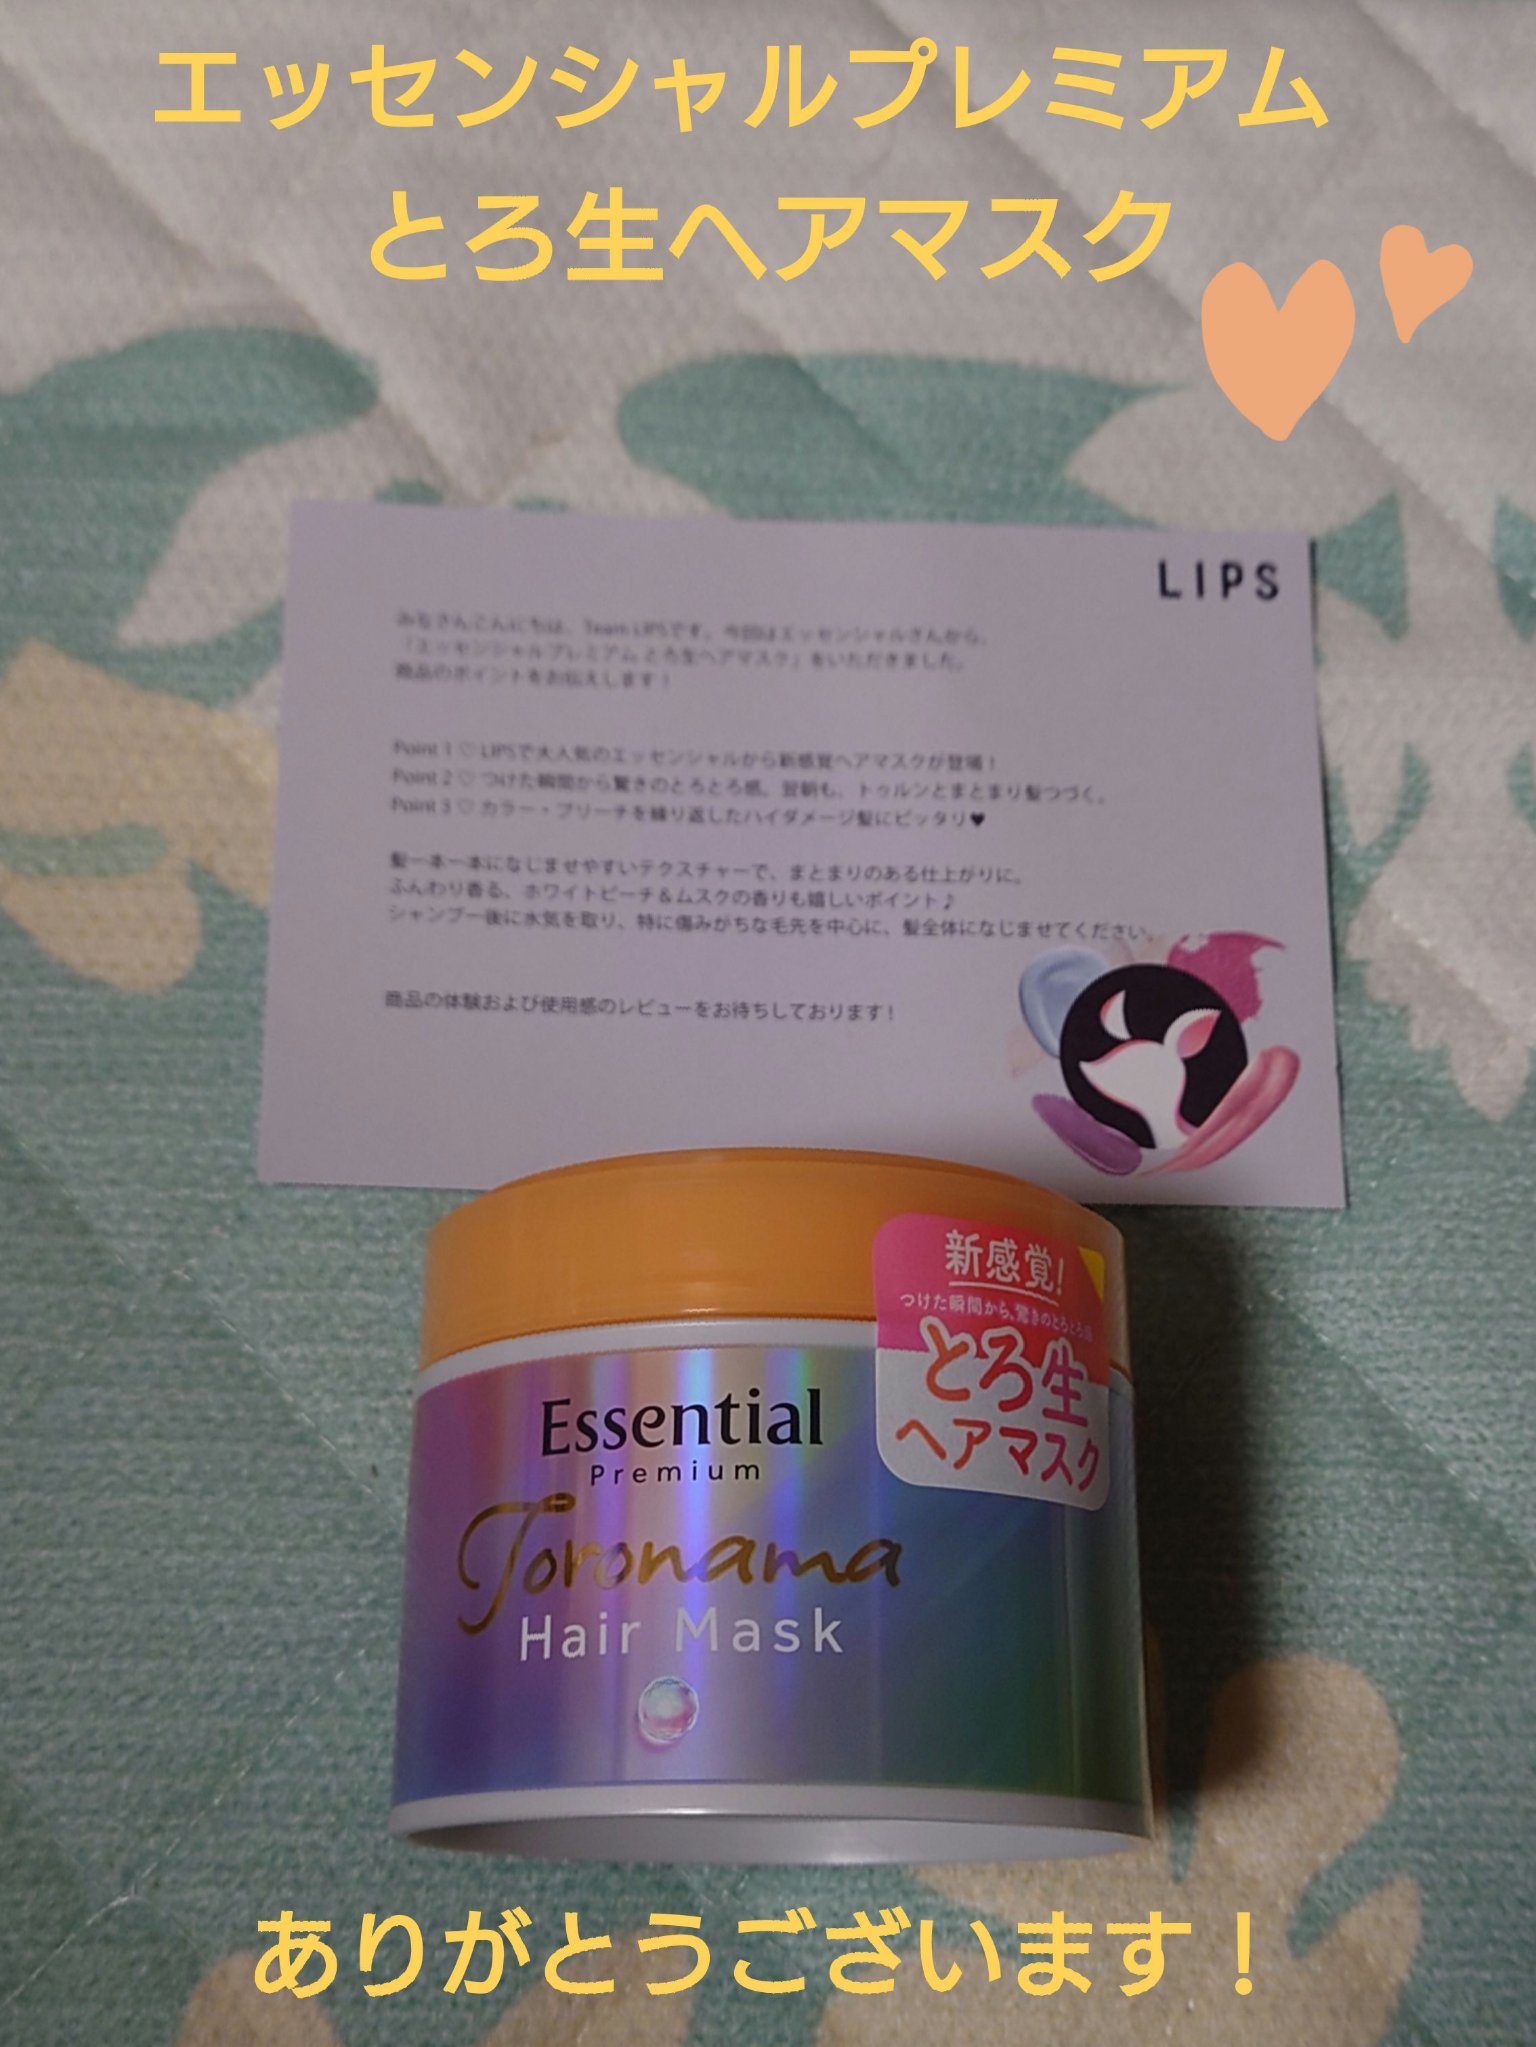 エッセンシャルプレミアム
とろ生ヘアマスク
LIPS
みなさんこんにちは、Team LIPSです。今回はエッセンシャルさんから、
「エッセンシャルプレミアム とろ生ヘアマスク」をいただきました。
商品のポイントをお伝えします！
Point 1 ♡ LIPSで大人気のエッセンシャルから新感覚ヘアマスクが登場！
Point 2 ♡ つけた瞬間から驚きのとろとろ感。翌朝も、トゥルンとまとまり髪つづく。
Point 3 ♡ カラー・ブリーチを繰り返したハイダメージ髪にピッタリ♥
髪一本一本になじませやすいテクスチャーで、まとまりのある仕上がりに。
ふんわり香る、ホワイトピーチ＆ムスクの香りも嬉しいポイント♪
シャンプー後に水気を取り、特に傷みがちな毛先を中心に、髪全体になじませてください。
商品の体験および使用感のレビューをお待ちしております！
新感覚!
つけた瞬間から、驚きのとろとろ感
とろ生
ヘアマスク
Essential
Premium
Toronama
Hair Mask
ありがとうございます！